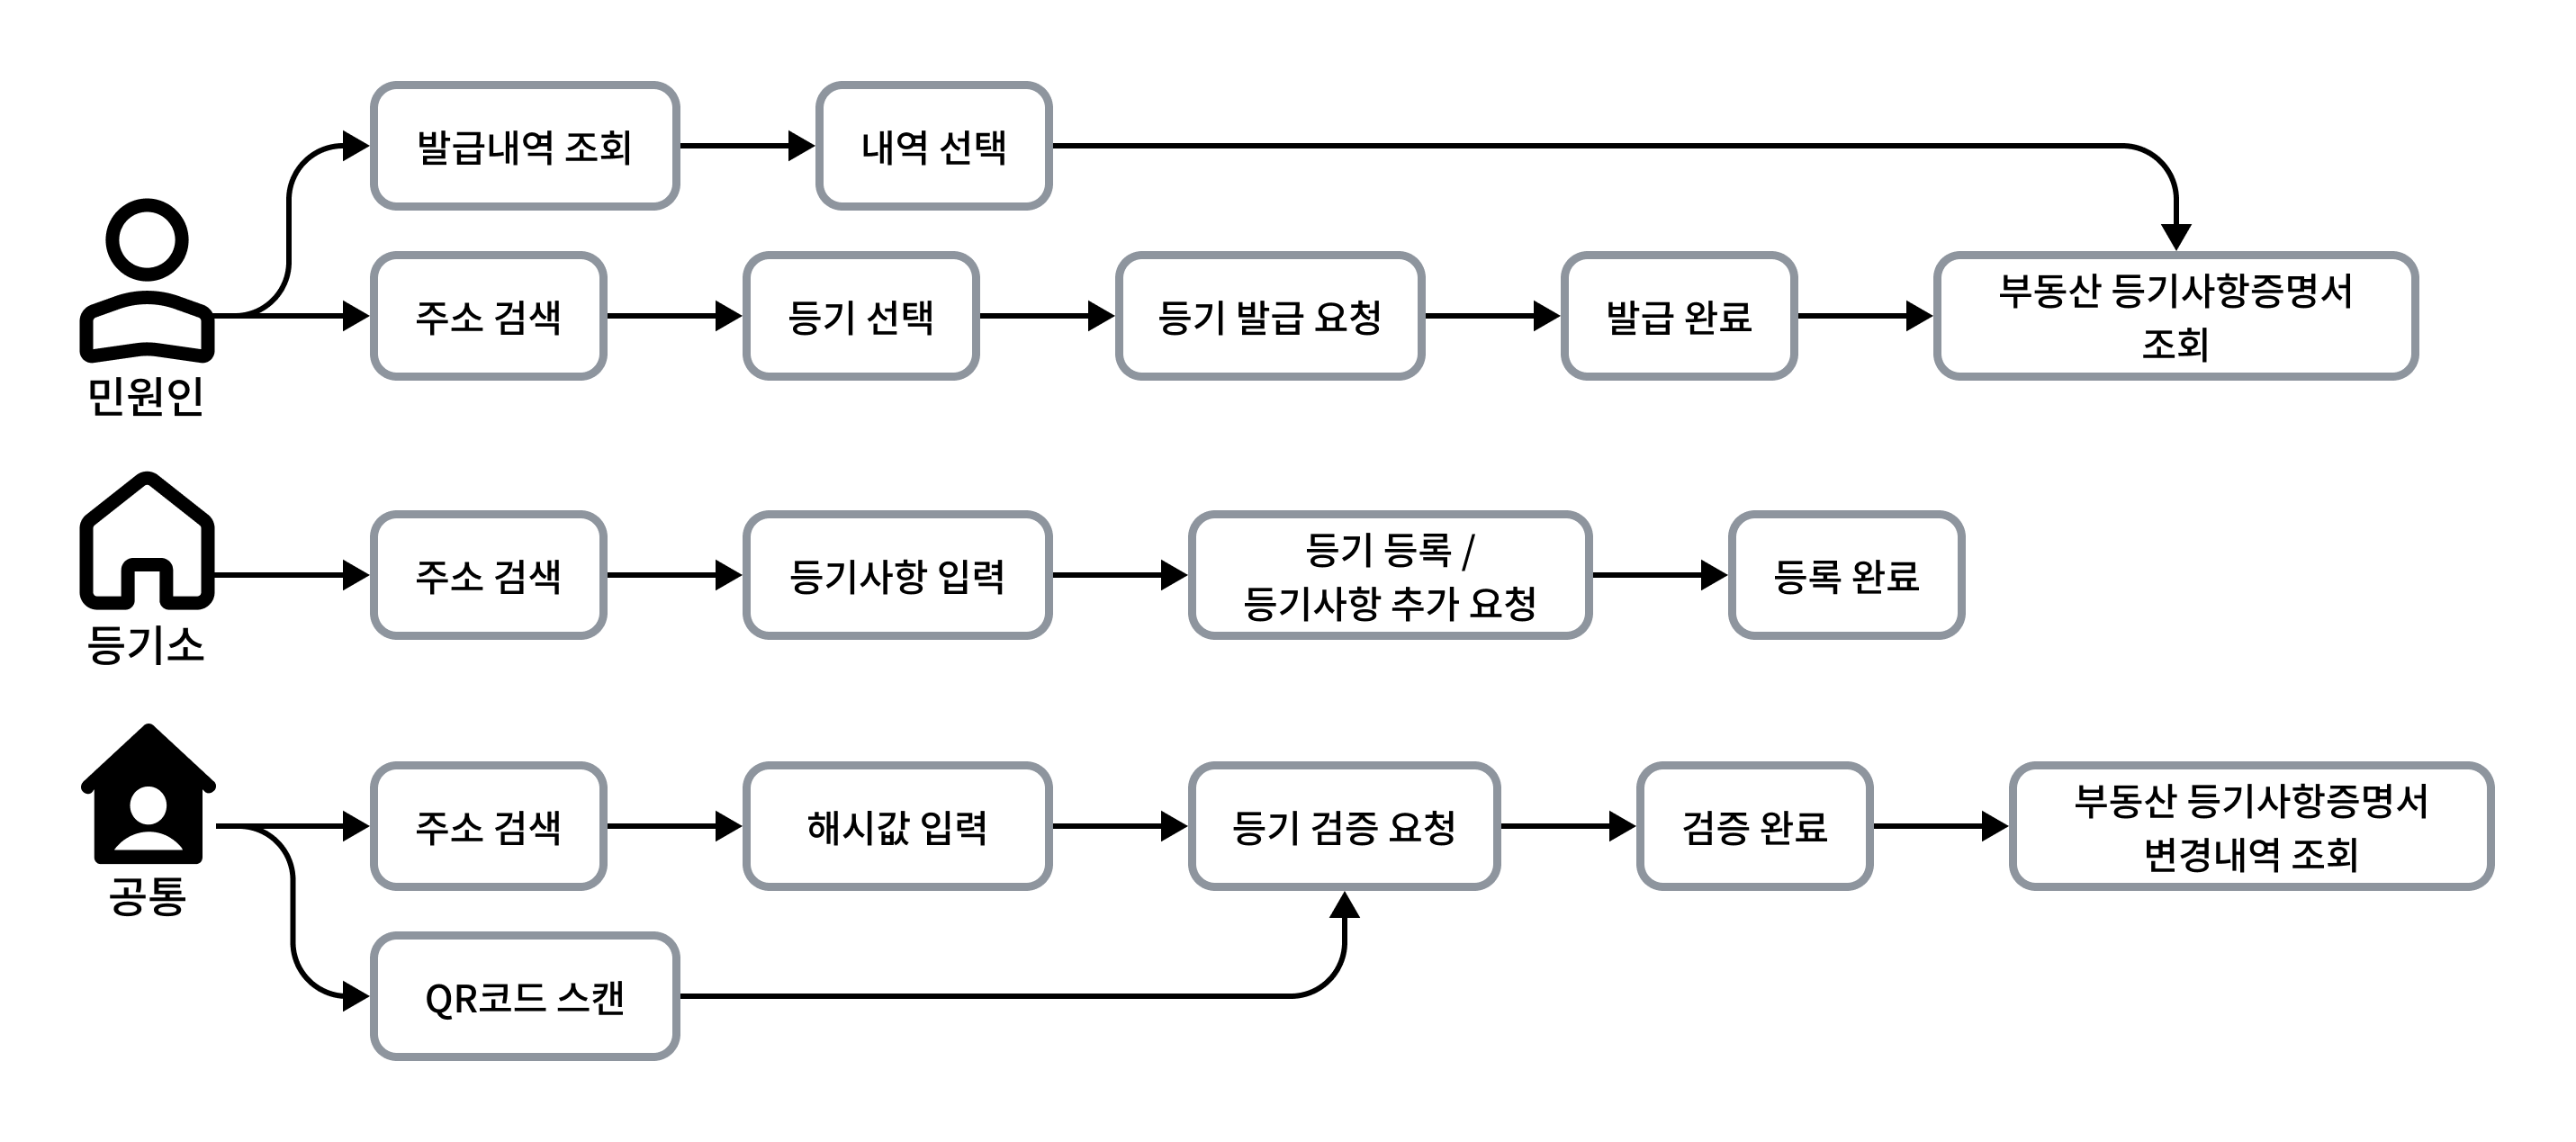 발급내역 조회
내역 선택
민원인
주소 검색
등기 선택
등기 발급 요청
발급 완료
부동산 등기사항증명서
조회
등기소
주소 검색
등기사항 입력
등기 등록 /
등기사항 추가 요청
등록 완료
공통
주소 검색
해시값 입력
등기 검증 요청
검증 완료
부동산 등기사항증명서
변경내역 조회
QR코드 스캔